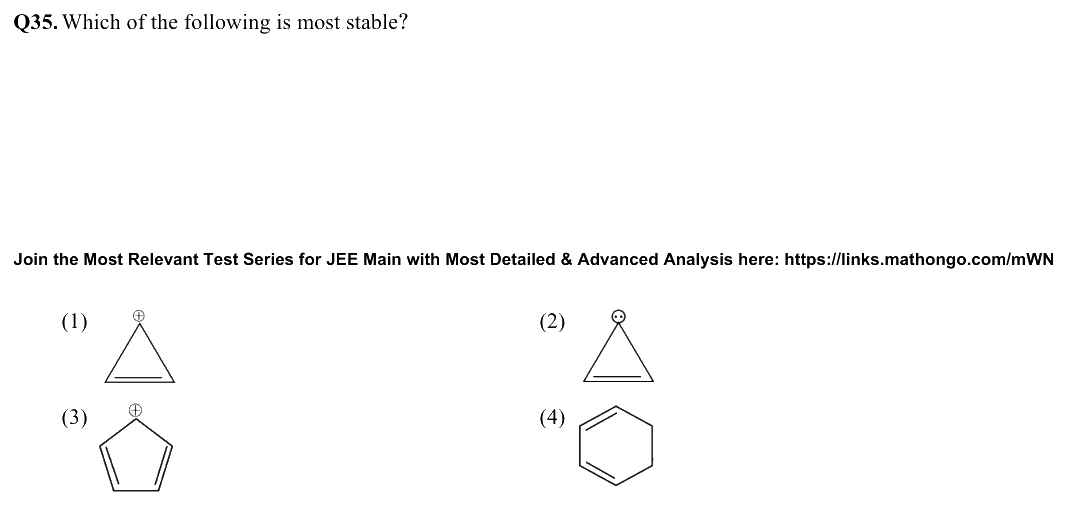 Q35. Which of the following is most stable?
Join the Most Relevant Test Series for JEE Main with Most Detailed & Advanced Analysis here: https://links.mathongo.com/mWN
(1) ⊕
(2)
(3) ⊕
(4)